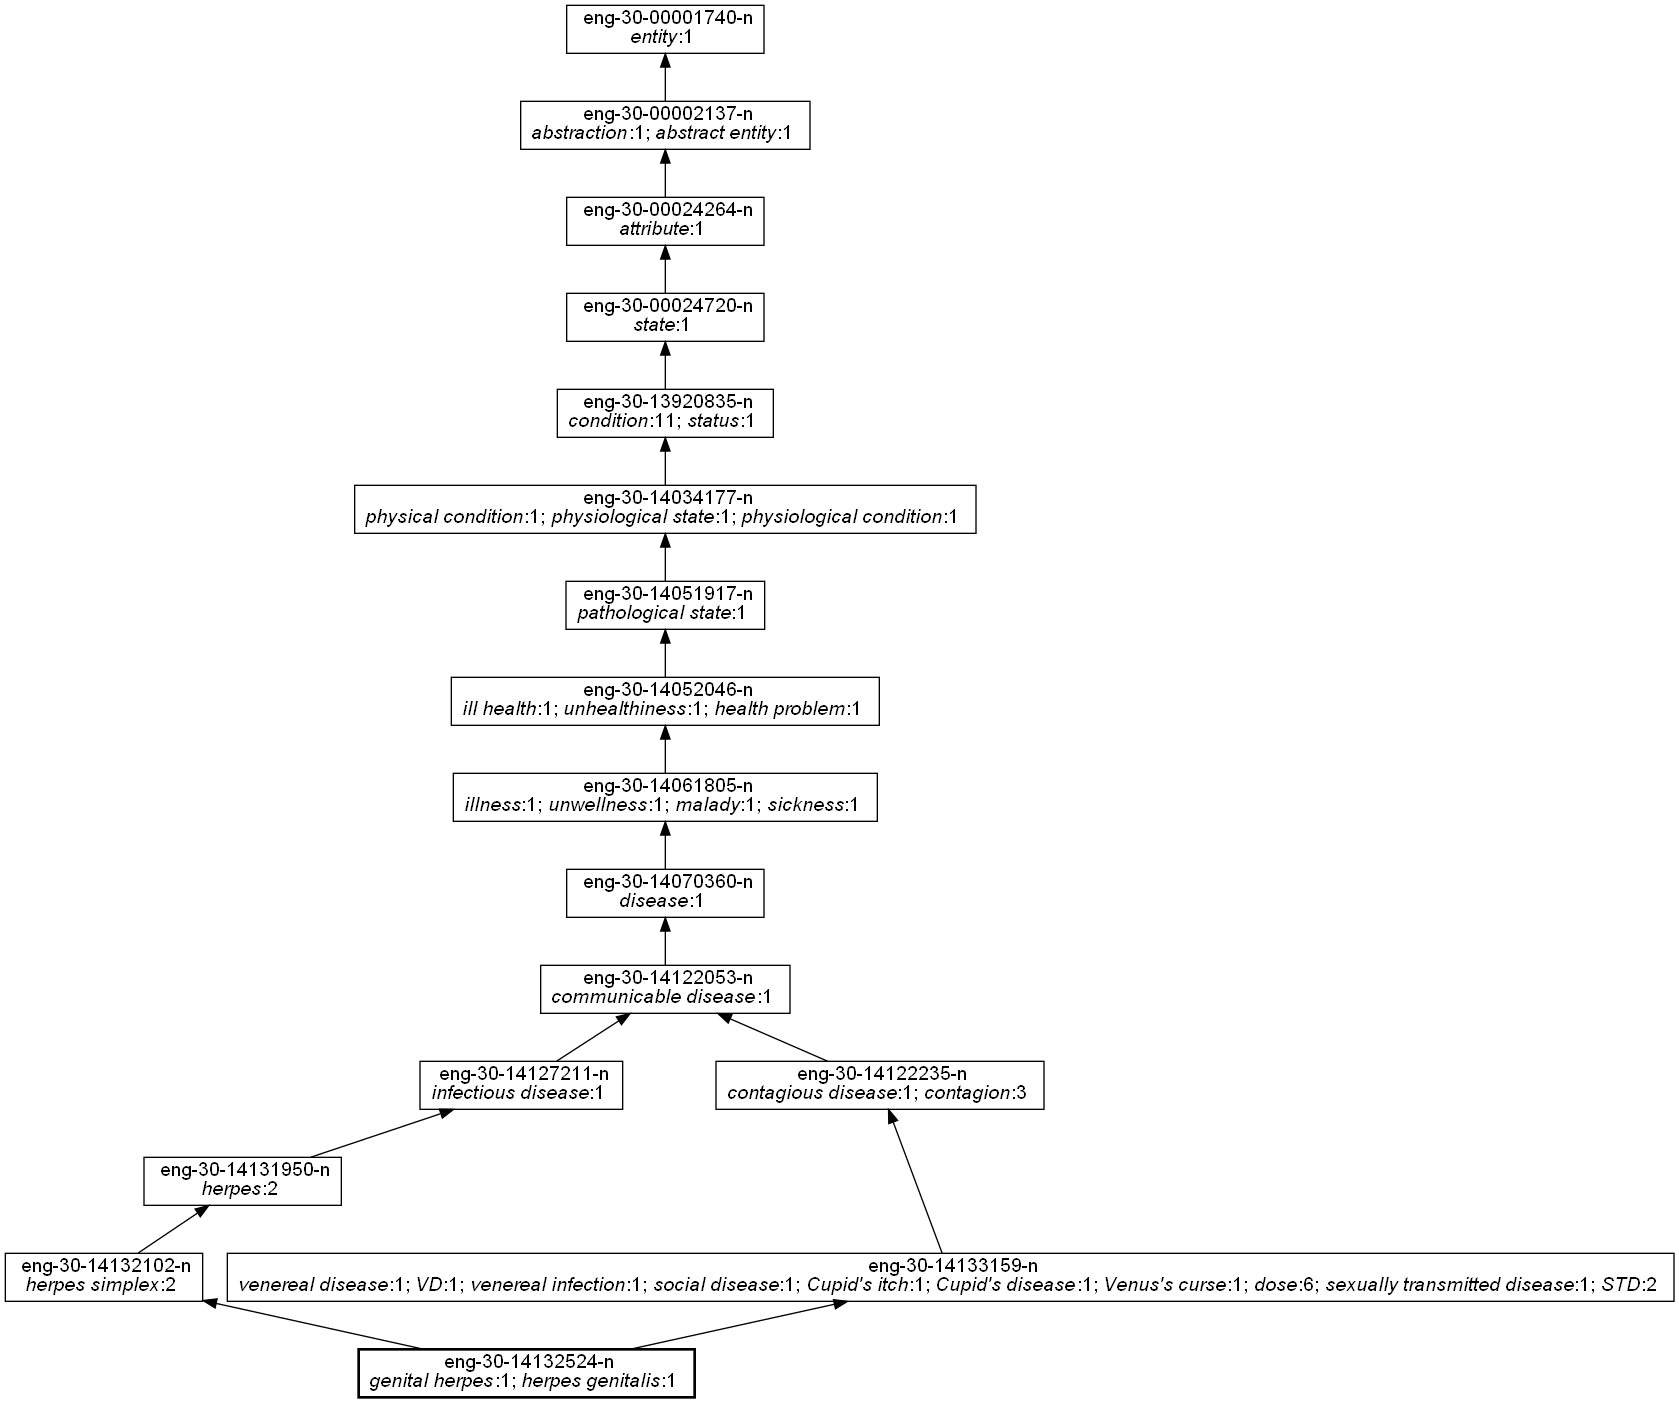 eng-30-00001740-n
entity:1
eng-30-00002137-n
abstraction:1; abstract entity:1
eng-30-00024264-n
attribute:1
eng-30-00024720-n
state:1
eng-30-13920835-n
condition:11; status:1
eng-30-14034177-n
physical condition:1; physiological state:1; physiological condition:1
eng-30-14051917-n
pathological state:1
eng-30-14052046-n
ill health:1; unhealthiness:1; health problem:1
eng-30-14061805-n
illness:1; unwellness:1; malady:1; sickness:1
eng-30-14070360-n
disease:1
eng-30-14122053-n
communicable disease:1
eng-30-14127211-n
infectious disease:1
eng-30-14122235-n
contagious disease:1; contagion:3
eng-30-14131950-n
herpes:2
eng-30-14132102-n
herpes simplex:2
eng-30-14133159-n
venereal disease:1; VD:1; venereal infection:1; social disease:1; Cupid's itch:1; Cupid's disease:1; Venus's curse:1; dose:6; sexually transmitted disease:1; STD:2
eng-30-14132524-n
genital herpes:1; herpes genitalis:1